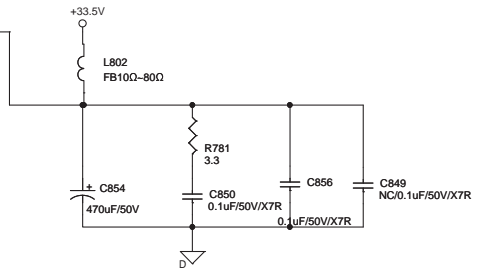 +33.5V
L802
FB10Ω~80Ω
R781
3.3
+ C854
470uF/50V
C850
0.1uF/50V/X7R
C856
0.1uF/50V/X7R
C849
NC/0.1uF/50V/X7R
D